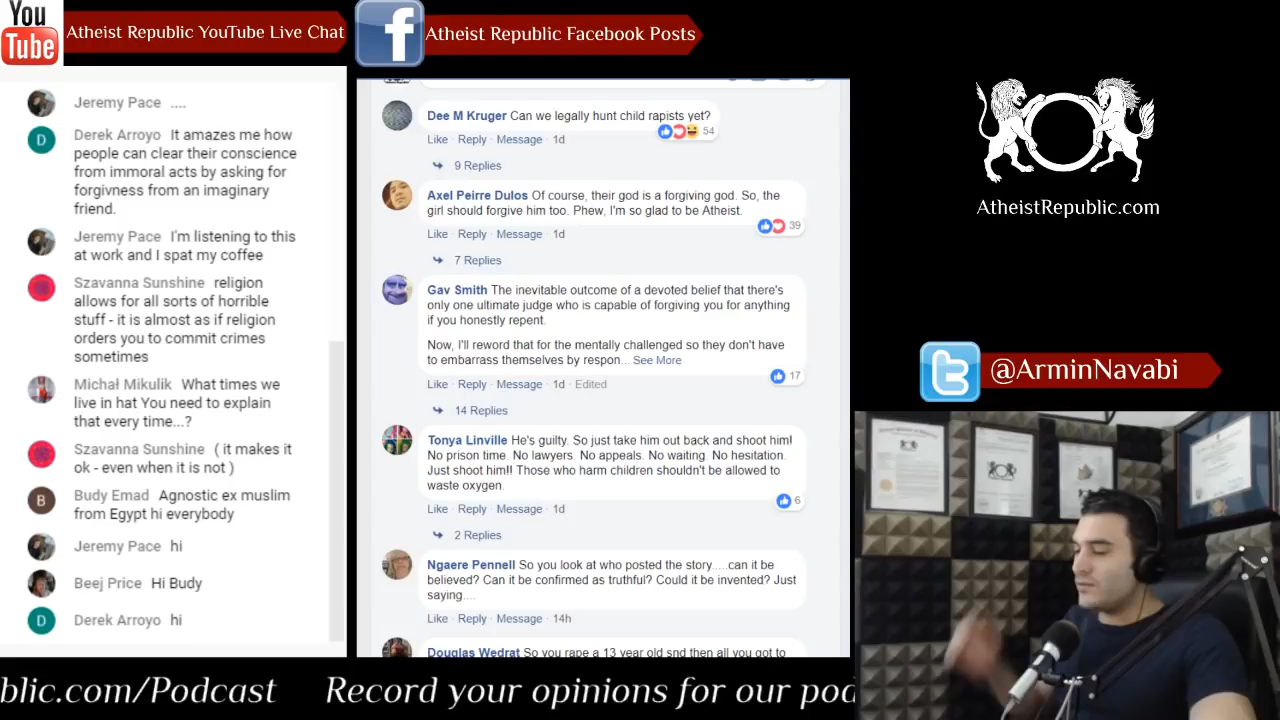 You
Tube
Atheist Republic YouTube Live Chat
f
Atheist Republic Facebook Posts
Jeremy Pace ....
Derek Arroyo It amazes me how
people can clear their conscience
from immoral acts by asking for
forgivness from an imaginary
friend.
Jeremy Pace I'm listening to this
at work and I spat my coffee
Szavanna Sunshine religion
allows for all sorts of horrible
stuff - it is almost as if religion
orders you to commit crimes
sometimes
Michał Mikulik What times we
live in hat You need to explain
that every time...?
Szavanna Sunshine ( it makes it
ok - even when it is not )
B
Budy Emad Agnostic ex muslim
from Egypt hi everybody
Jeremy Pace hi
Beej Price Hi Budy
D
Derek Arroyo hi
Dee M Kruger Can we legally hunt child rapists yet?
54
Like · Reply · Message · 1d
9 Replies
Axel Peirre Dulos Of course, their god is a forgiving god. So, the
girl should forgive him too. Phew, I'm so glad to be Atheist.
39
Like · Reply · Message · 1d
7 Replies
Gav Smith The inevitable outcome of a devoted belief that there's
only one ultimate judge who is capable of forgiving you for anything
if you honestly repent.
Now, I'll reword that for the mentally challenged so they don't have
to embarrass themselves by respon... See More
17
Like · Reply · Message · 1d · Edited
14 Replies
Tonya Linville He's guilty. So just take him out back and shoot him!
No prison time. No lawyers. No appeals. No waiting. No hesitation.
Just shoot him!! Those who harm children shouldn't be allowed to
waste oxygen.
6
Like · Reply · Message · 1d
2 Replies
Ngaere Pennell So you look at who posted the story.....can it be
believed? Can it be confirmed as truthful? Could it be invented? Just
saying....
Like · Reply · Message · 14h
Douglas Wedrat So you rape a 13 year old snd then all you got to
AtheistRepublic.com
@ArminNavabi
blic.com/Podcast Record your opinions for our pod